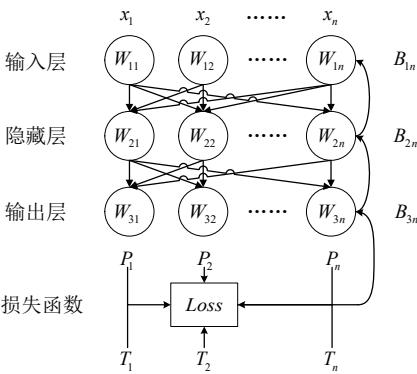 x₁ x₂ …… xₙ
输入层 W₁₁ W₁₂ …… W₁ₙ B₁ₙ
隐藏层 W₂₁ W₂₂ …… W₂ₙ B₂ₙ
输出层 W₃₁ W₃₂ …… W₃ₙ B₃ₙ
P₁ P₂ Pₙ
损失函数 Loss
T₁ T₂ Tₙ